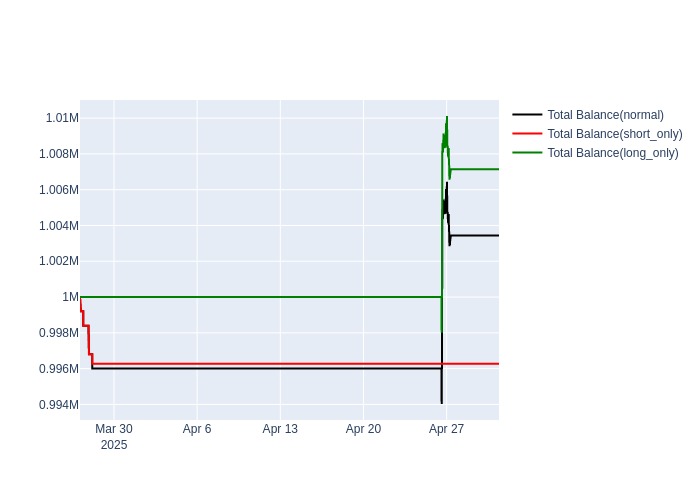 1.01M
1.008M
1.006M
1.004M
1.002M
1M
0.998M
0.996M
0.994M
Mar 30
2025
Apr 6
Apr 13
Apr 20
Apr 27
Total Balance(normal)
Total Balance(short_only)
Total Balance(long_only)